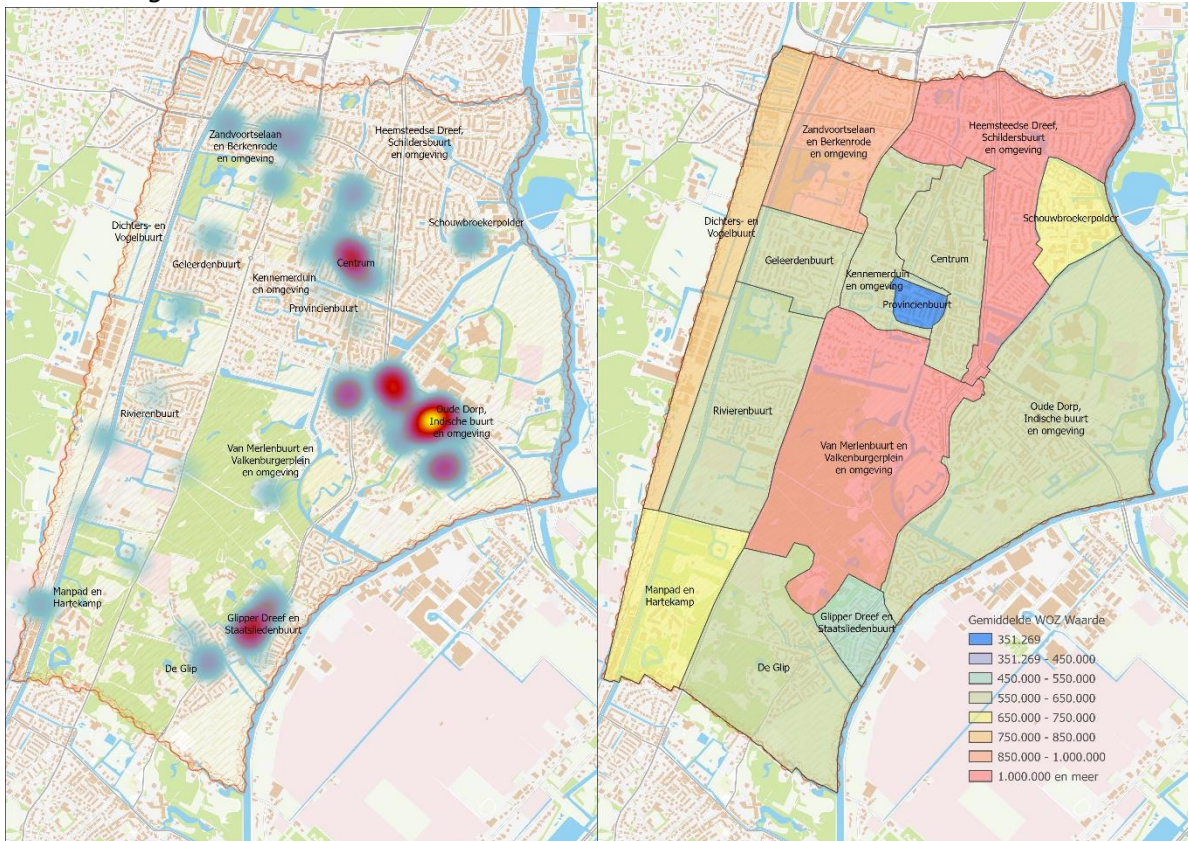 Zandvoortselaan
en Berkenrode
en omgeving
Heemsteedse Dreef,
Schildersbuurt
en omgeving
Dichters- en
Vogelbuurt
Schouwbroekerpolder
Geleerdenbuurt
Centrum
Kennemerduin
en omgeving
Provincienbuurt
Rivierenbuurt
Oude Dorp,
Indische buurt
en omgeving
Van Merlenbuurt en
Valkenburgerplein
en omgeving
Manpad en
Hartekamp
Glipper Dreef en
Staatsliedenbuurt
De Glip
Zandvoortselaan
en Berkenrode
en omgeving
Heemsteedse Dreef,
Schildersbuurt
en omgeving
Dichters- en
Vogelbuurt
Schouwbroekerpolder
Geleerdenbuurt
Centrum
Kennemerduin
en omgeving
Provincienbuurt
Rivierenbuurt
Oude Dorp,
Indische buurt
en omgeving
Van Merlenbuurt en
Valkenburgerplein
en omgeving
Manpad en
Hartekamp
Glipper Dreef en
Staatsliedenbuurt
De Glip
Gemiddelde WOZ Waarde
351.269
351.269 - 450.000
450.000 - 550.000
550.000 - 650.000
650.000 - 750.000
750.000 - 850.000
850.000 - 1.000.000
1.000.000 en meer